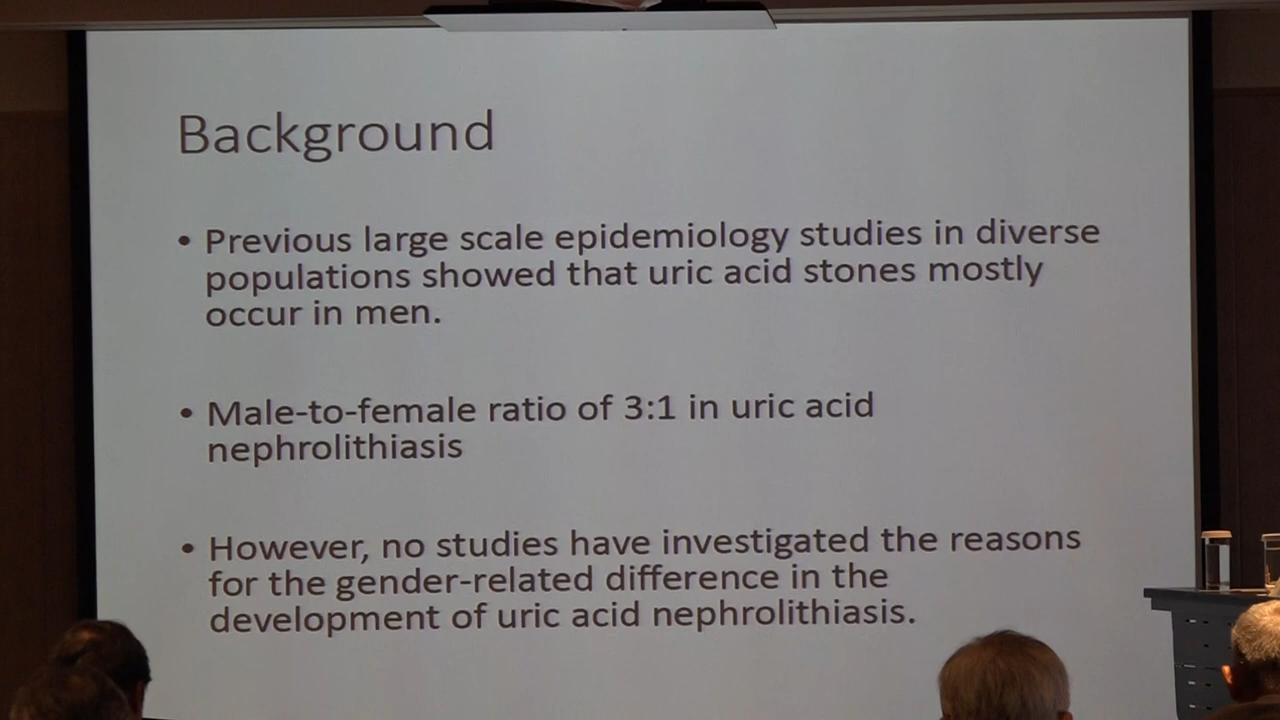 Background
• Previous large scale epidemiology studies in diverse
populations showed that uric acid stones mostly
occur in men.
• Male-to-female ratio of 3:1 in uric acid
nephrolithiasis
• However, no studies have investigated the reasons
for the gender-related difference in the
development of uric acid nephrolithiasis.